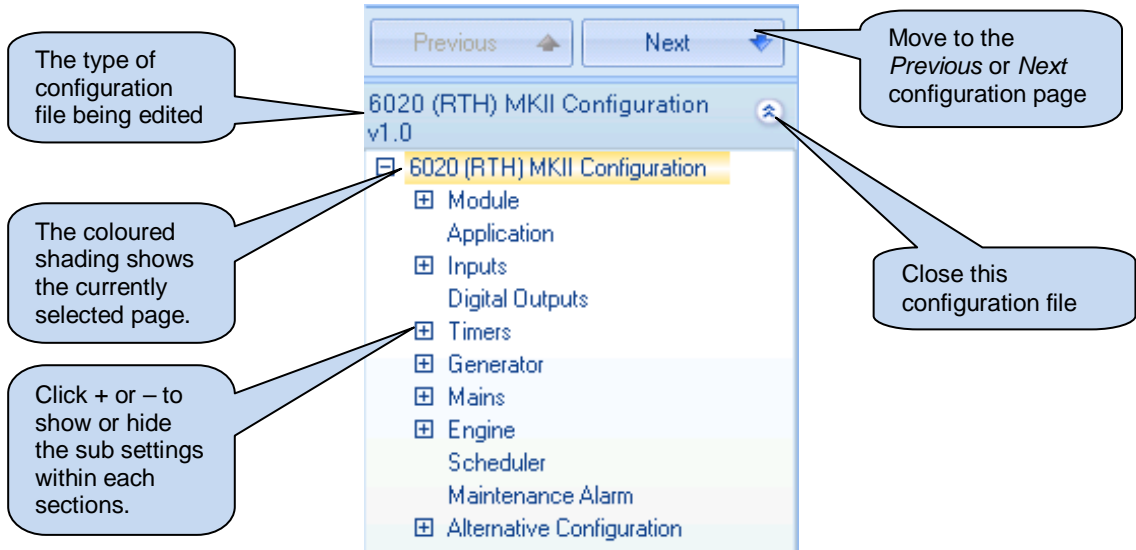 The type of
configuration
file being edited
The coloured
shading shows
the currently
selected page.
Click + or – to
show or hide
the sub settings
within each
sections.
Previous
Next
6020 (RTH) MKII Configuration
v1.0
6020 (RTH) MKII Configuration
Module
Application
Inputs
Digital Outputs
Timers
Generator
Mains
Engine
Scheduler
Maintenance Alarm
Alternative Configuration
Move to the
Previous or Next
configuration page
Close this
configuration file